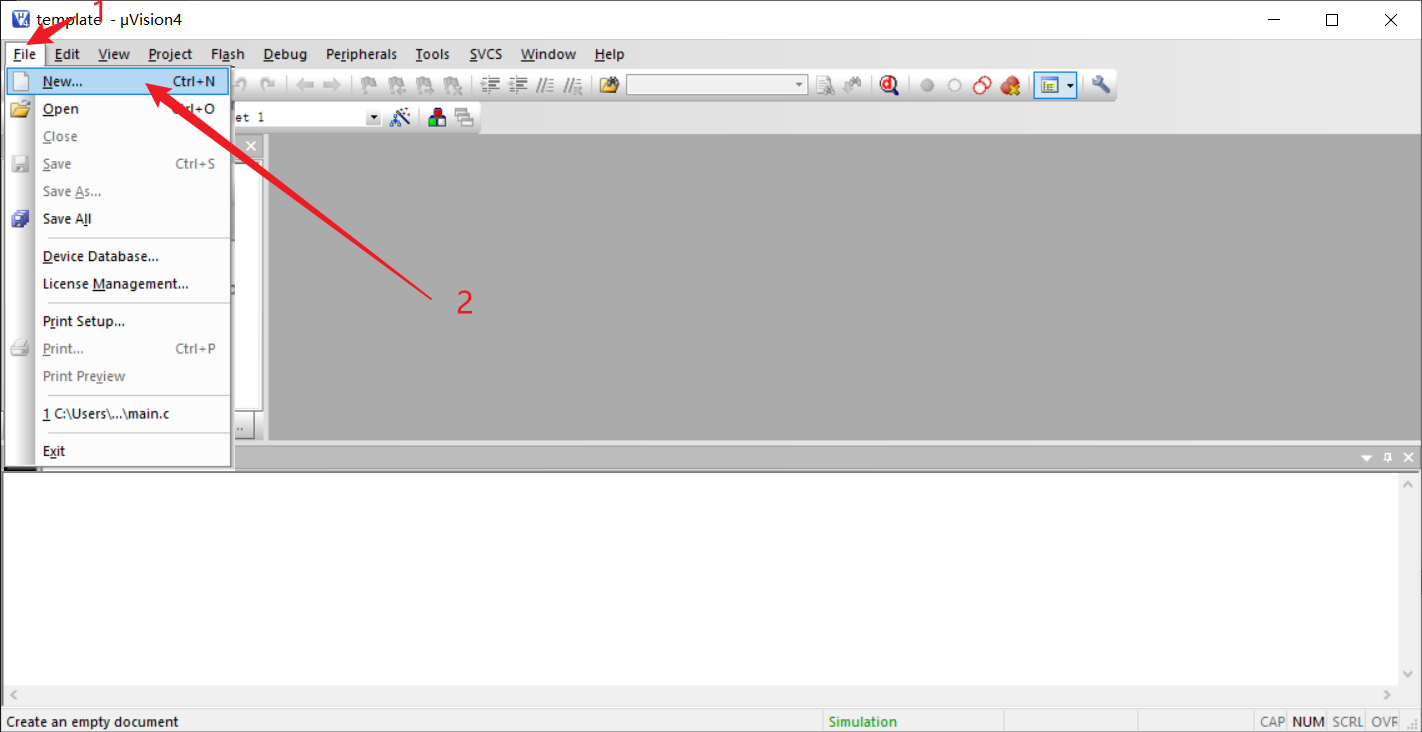 template - µVision4
1
File Edit View Project Flash Debug Peripherals Tools SVCS Window Help
New... Ctrl+N
Open Ctrl+O
et 1
Close
Save Ctrl+S
Save As...
Save All
Device Database...
License Management...
2
Print Setup...
Print... Ctrl+P
Print Preview
1 C:\Users\...\main.c
..
Exit
Create an empty document Simulation CAP NUM SCRL OVR